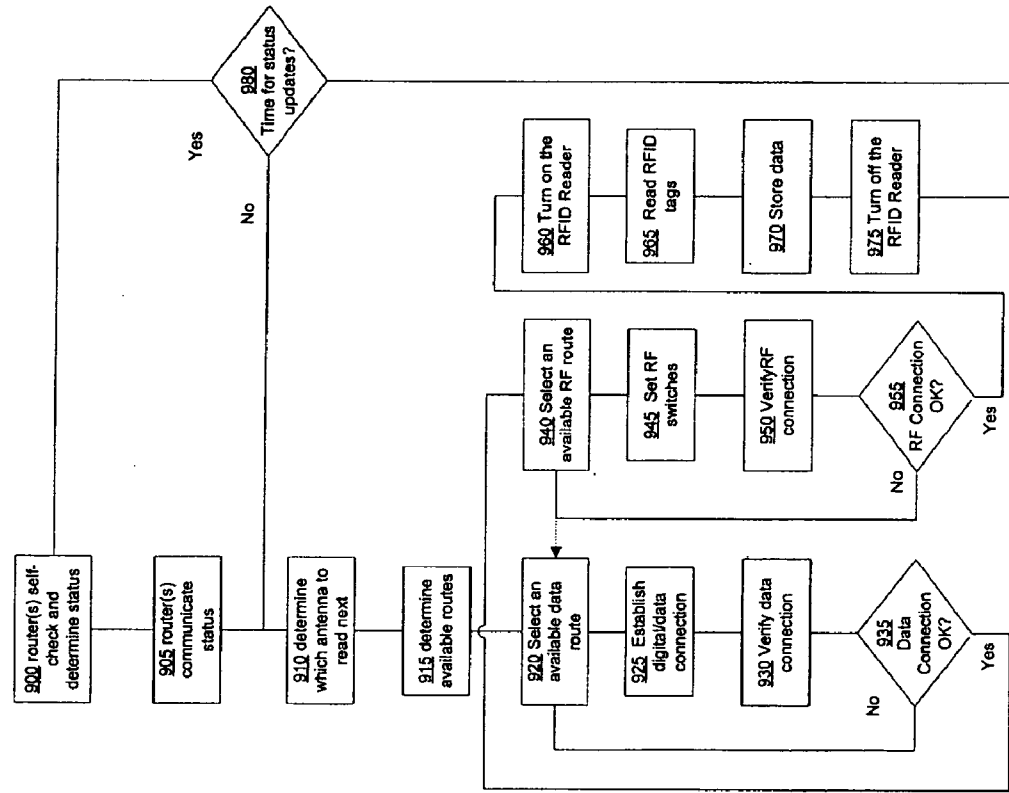 900 router(s) self-
check and
determine status
905 router(s)
communicate
status
910 determine
which antenna to
read next
915 determine
available routes
920 Select an
available data
route
925 Establish
digital/data
connection
930 Verify data
connection
935
Data
Connection
OK?
No
Yes
940 Select an
available RF route
945 Set RF
switches
950 VerifyRF
connection
955
RF Connection
OK?
No
Yes
960 Turn on the
RFID Reader
965 Read RFID
tags
970 Store data
975 Turn off the
RFID Reader
980
Time for status
updates?
Yes
No